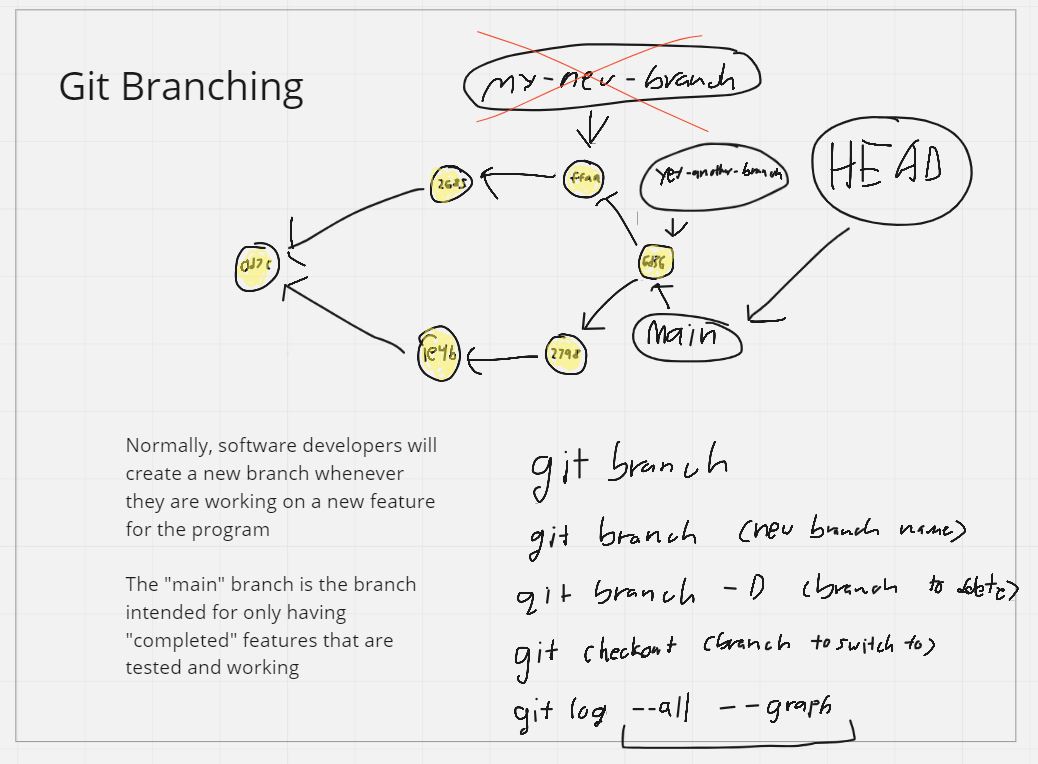 Git Branching
my-new-branch
HEAD
yet-another-branch
2685
ffaa
0d7c
6d86
main
1e4b
2798
Normally, software developers will
create a new branch whenever
they are working on a new feature
for the program
The "main" branch is the branch
intended for only having
"completed" features that are
tested and working
git branch
git branch (new branch name)
git branch -D (branch to delete)
git checkout (branch to switch to)
git log --all --graph